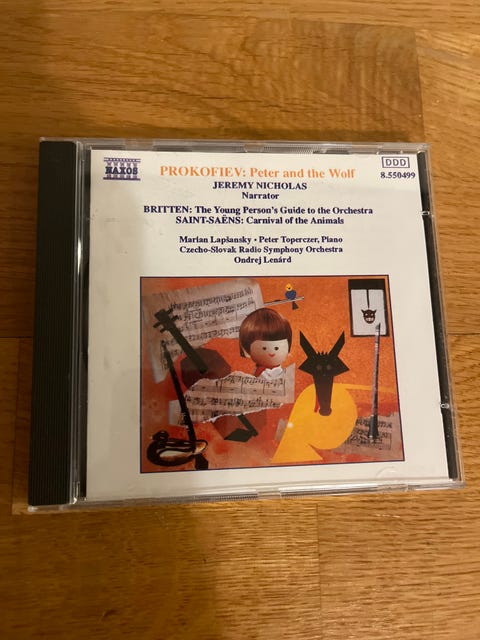 NAXOS
PROKOFIEV: Peter and the Wolf
DDD
8.550499
JEREMY NICHOLAS
Narrator
BRITTEN: The Young Person's Guide to the Orchestra
SAINT-SAËNS: Carnival of the Animals
Marian Lapšansky • Peter Toperczer, Piano
Czecho-Slovak Radio Symphony Orchestra
Ondrej Lenárd